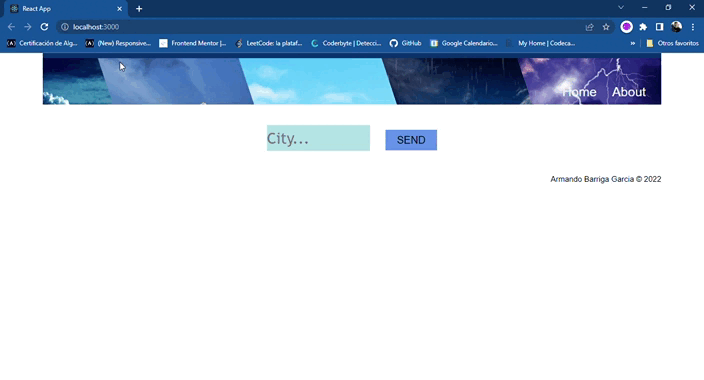 React App
localhost:3000
Certificación de Alg...
(New) Responsive...
Frontend Mentor |...
LeetCode: la plataf...
Coderbyte | Detecci...
GitHub
Google Calendario...
My Home | Codeca...
»
Otros favoritos
Home About
City...
SEND
Armando Barriga Garcia © 2022